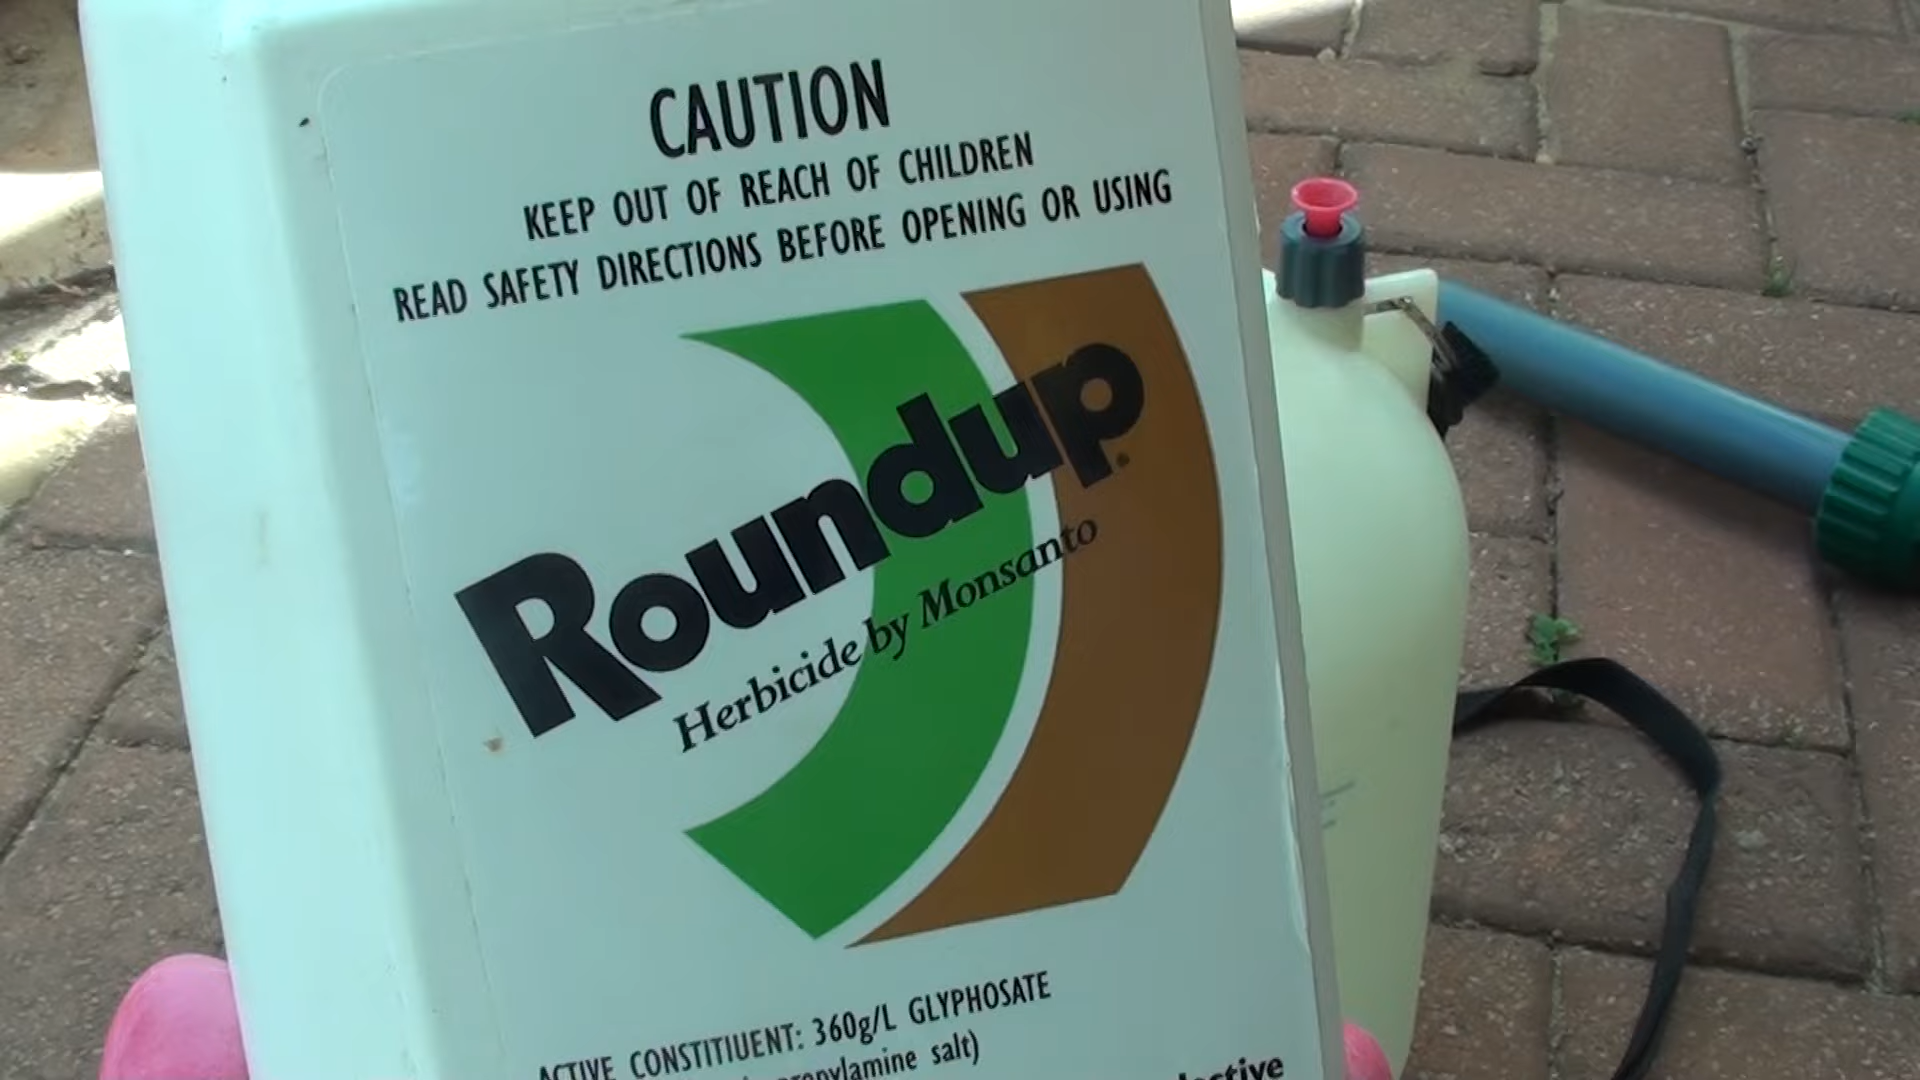 CAUTION
KEEP OUT OF REACH OF CHILDREN
READ SAFETY DIRECTIONS BEFORE OPENING OR USING
Roundup
Herbicide by Monsanto
ACTIVE CONSTITIUENT: 360g/L GLYPHOSATE
salt)